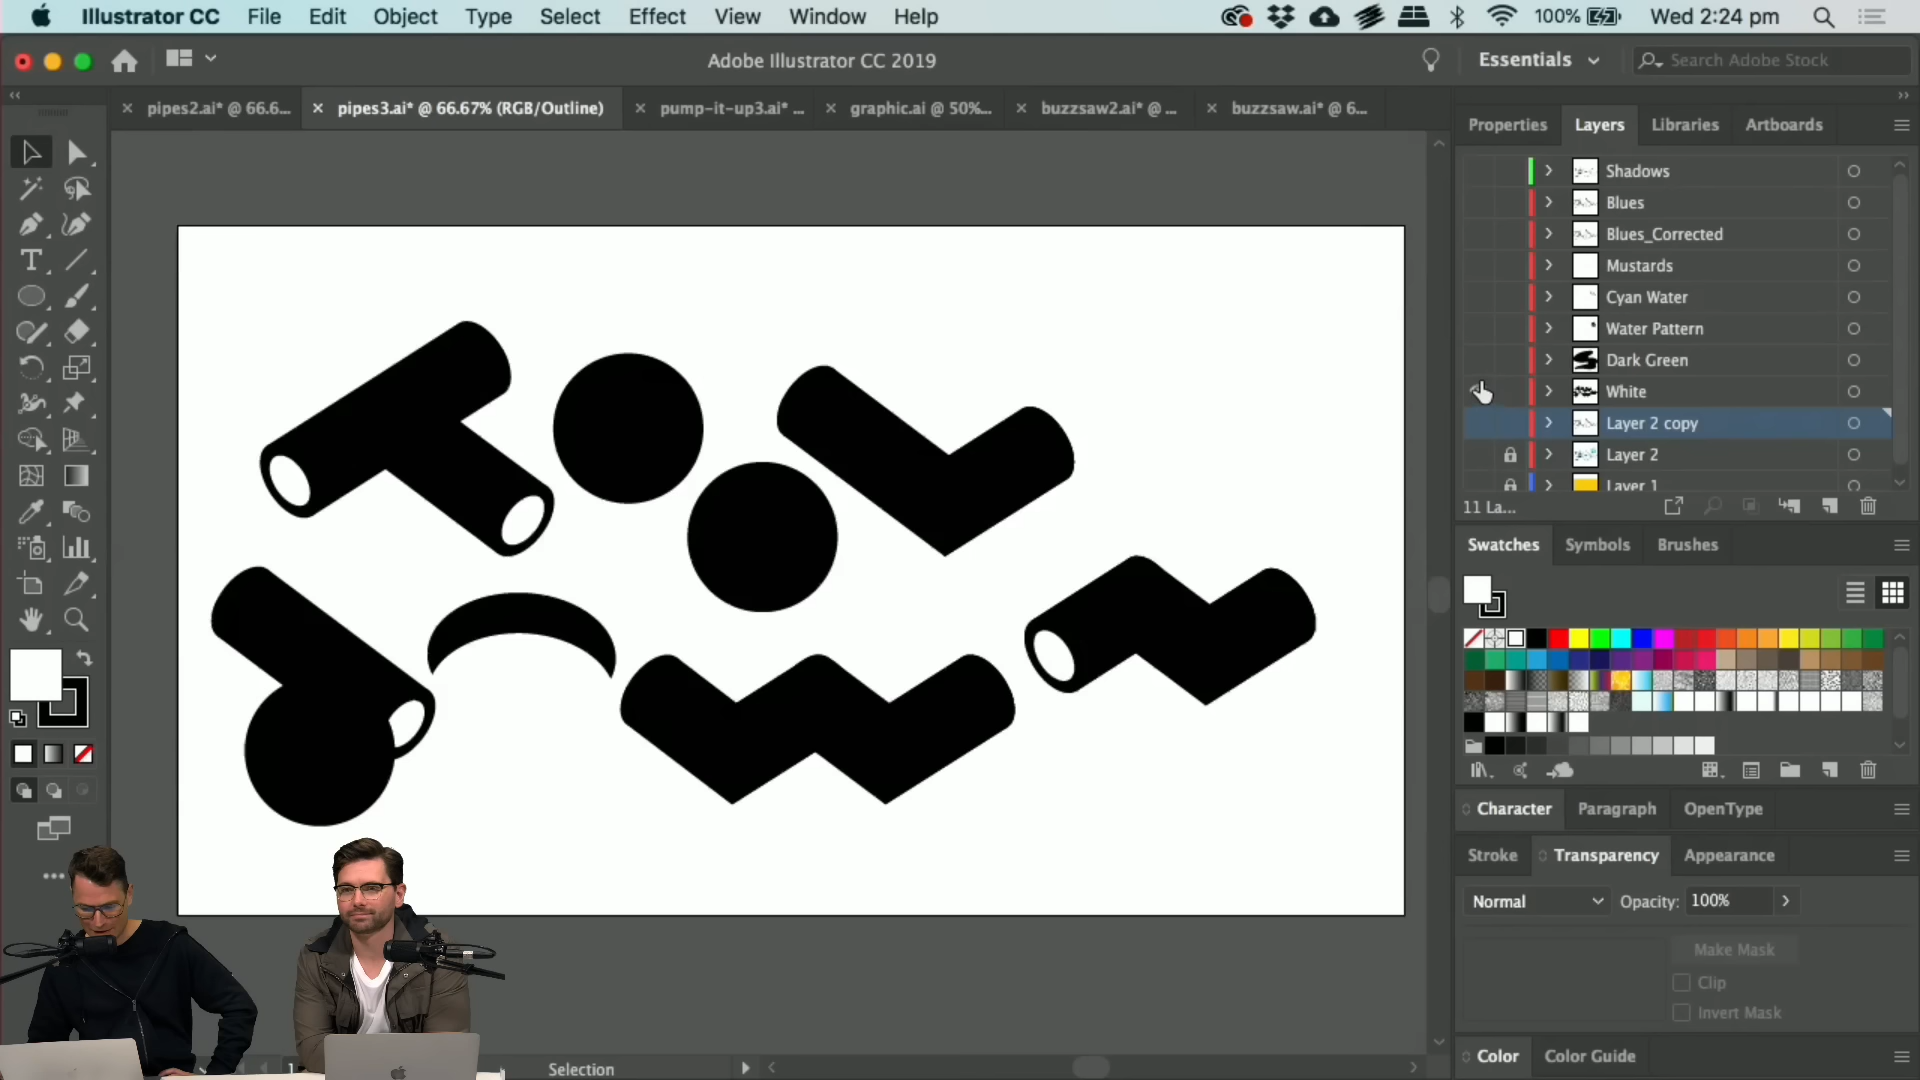 Illustrator CC File Edit Object Type Select Effect View Window Help 100% Wed 2:24 pm
Adobe Illustrator CC 2019 Essentials Search Adobe Stock
pipes2.ai* @ 66.6... pipes3.ai* @ 66.67% (RGB/Outline) pump-it-up3.ai* ... graphic.ai @ 50%... buzzsaw2.ai* @ ... buzzsaw.ai* @ 6...
Properties Layers Libraries Artboards
Shadows
Blues
Blues_Corrected
Mustards
Cyan Water
Water Pattern
Dark Green
White
Layer 2 copy
Layer 2
Layer 1
11 La...
Swatches Symbols Brushes
Character Paragraph OpenType
Stroke Transparency Appearance
Normal Opacity: 100%
Make Mask
Clip
Invert Mask
Color Color Guide
1 Selection